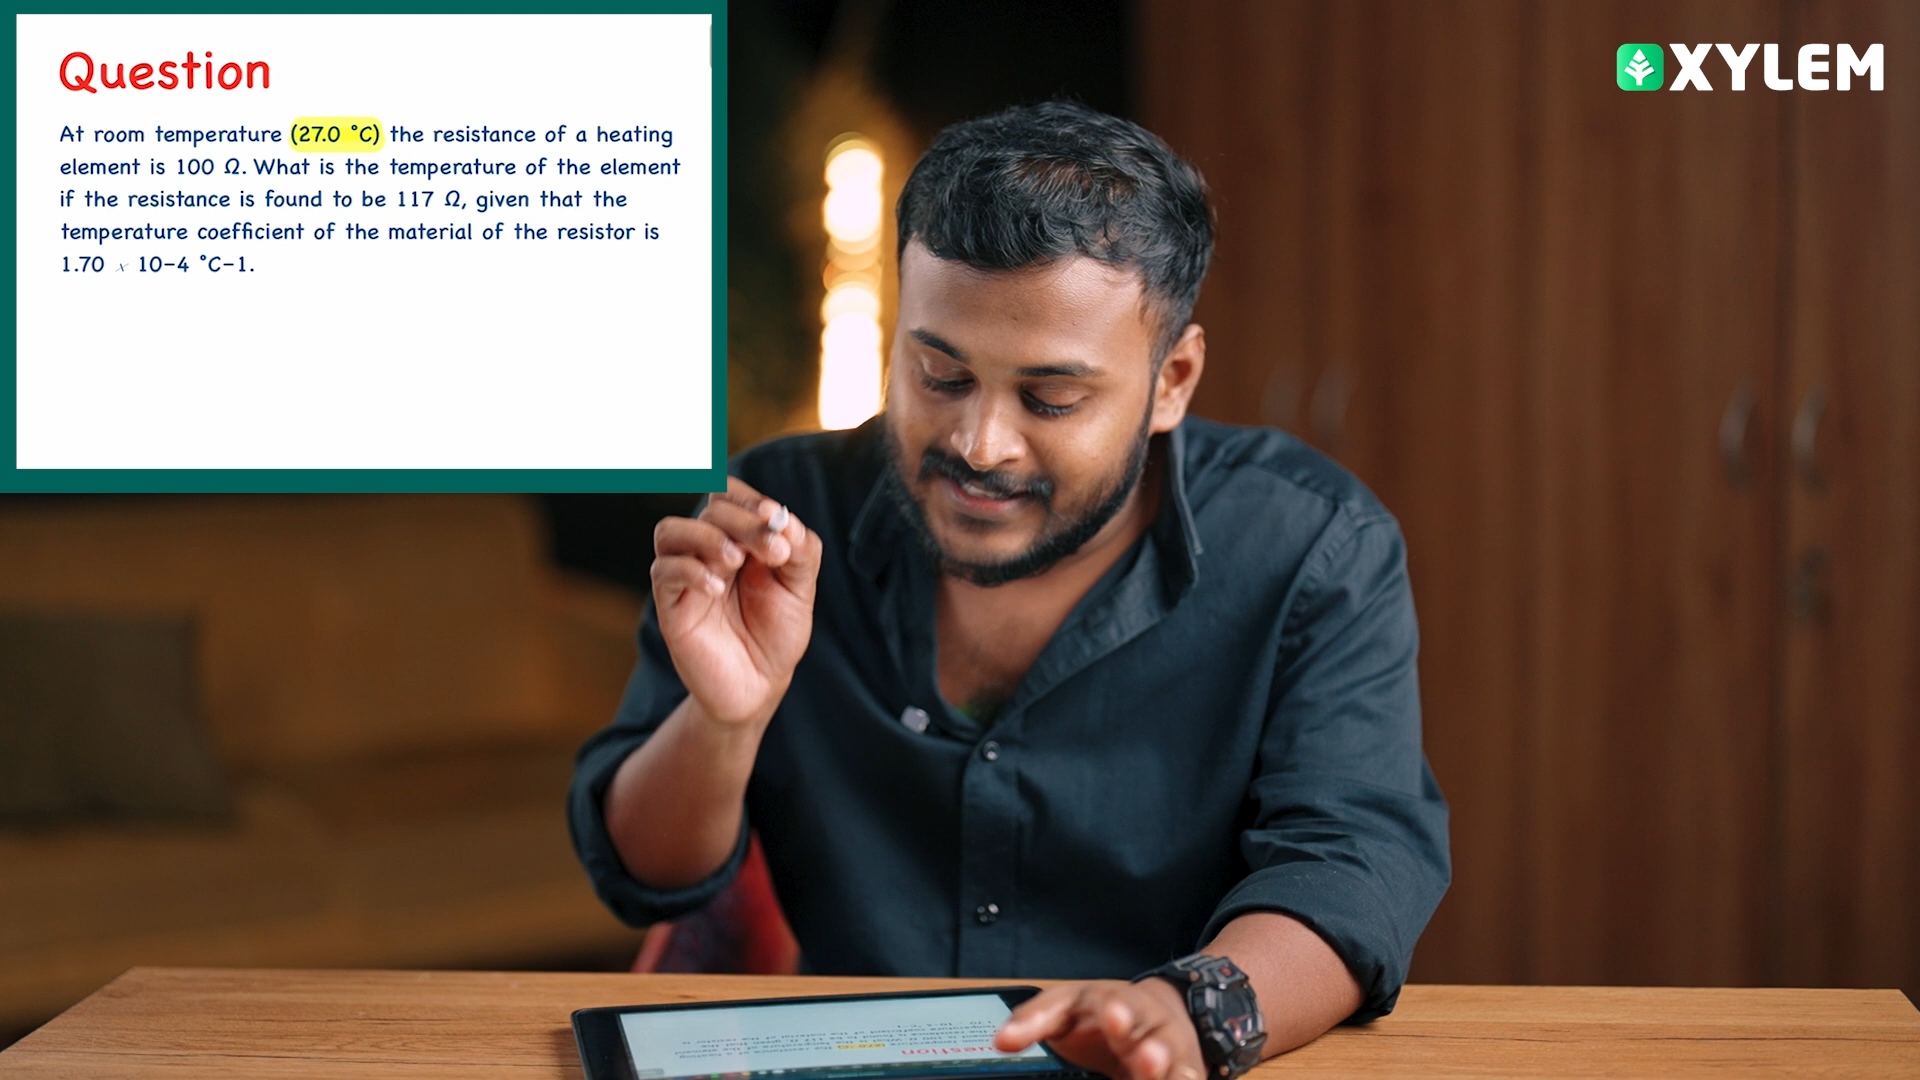 Question
At room temperature (27.0 °C) the resistance of a heating
element is 100 Ω. What is the temperature of the element
if the resistance is found to be 117 Ω, given that the
temperature coefficient of the material of the resistor is
1.70 × 10-4 °C-1.
XYLEM